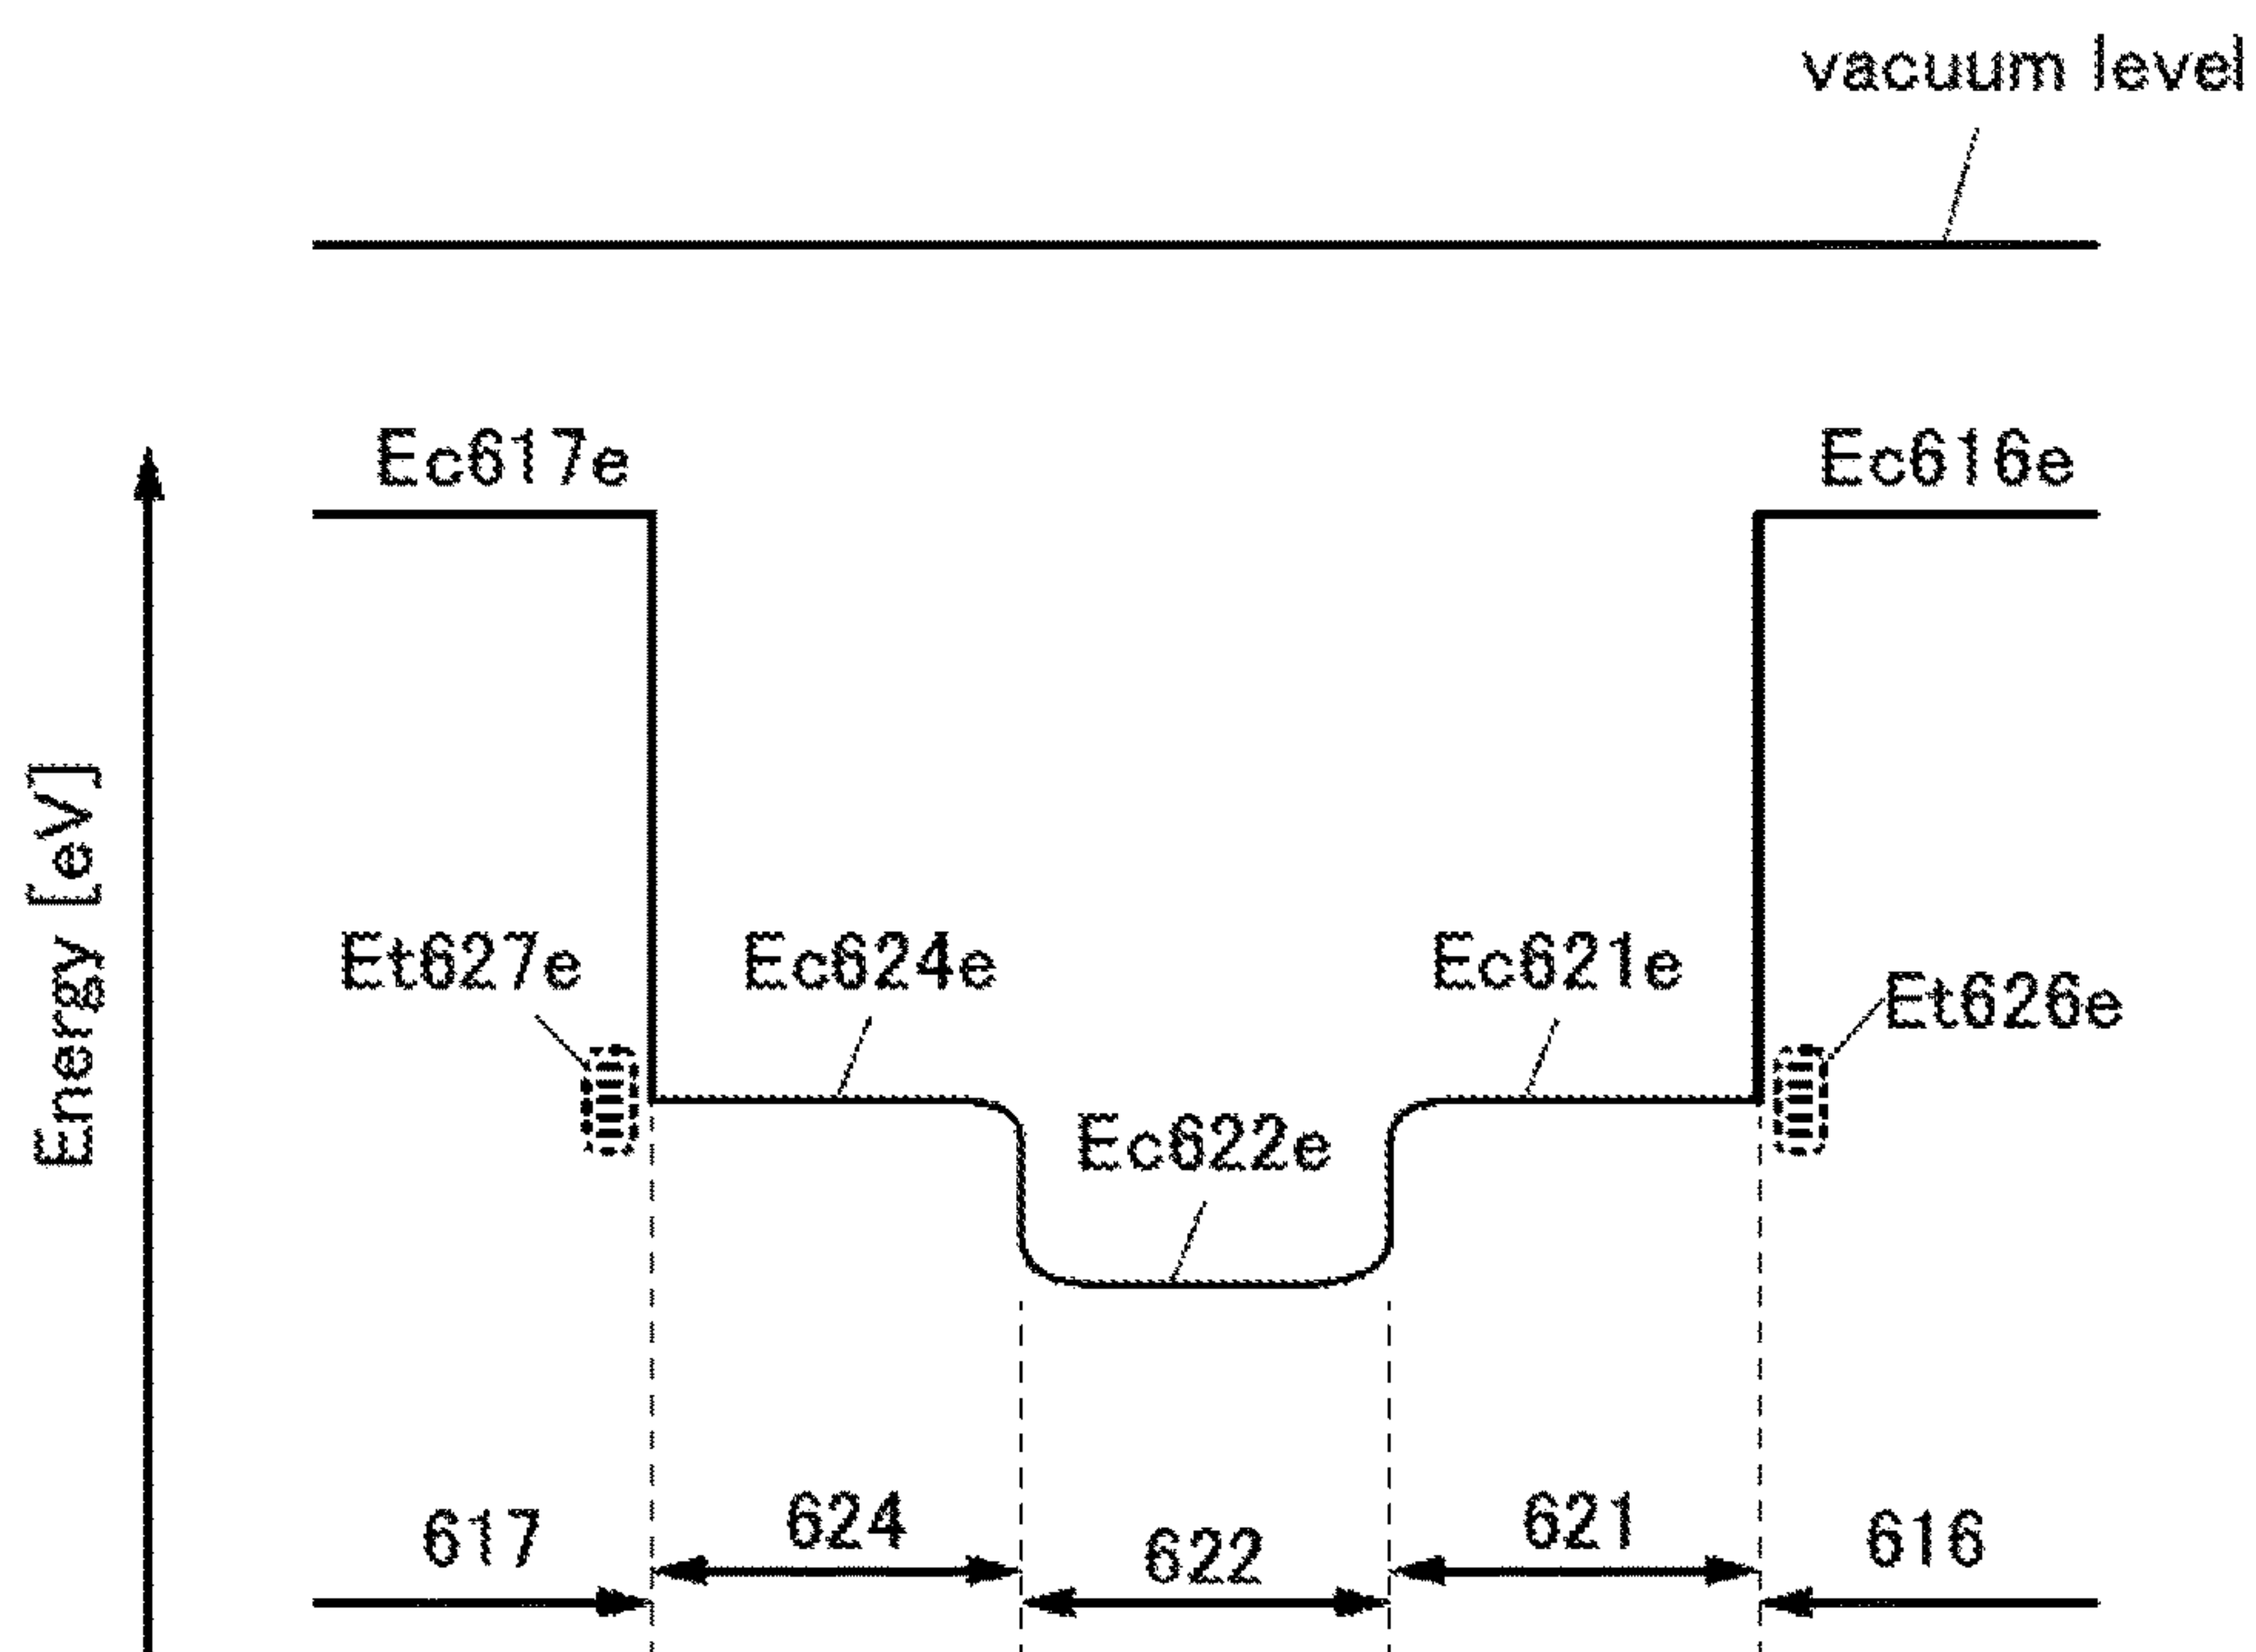 vacuum level
Ec617e
Ec616e
Energy [eV]
Et627e
Ec624e
Ec621e
Et626e
Ec622e
617
624
622
621
616